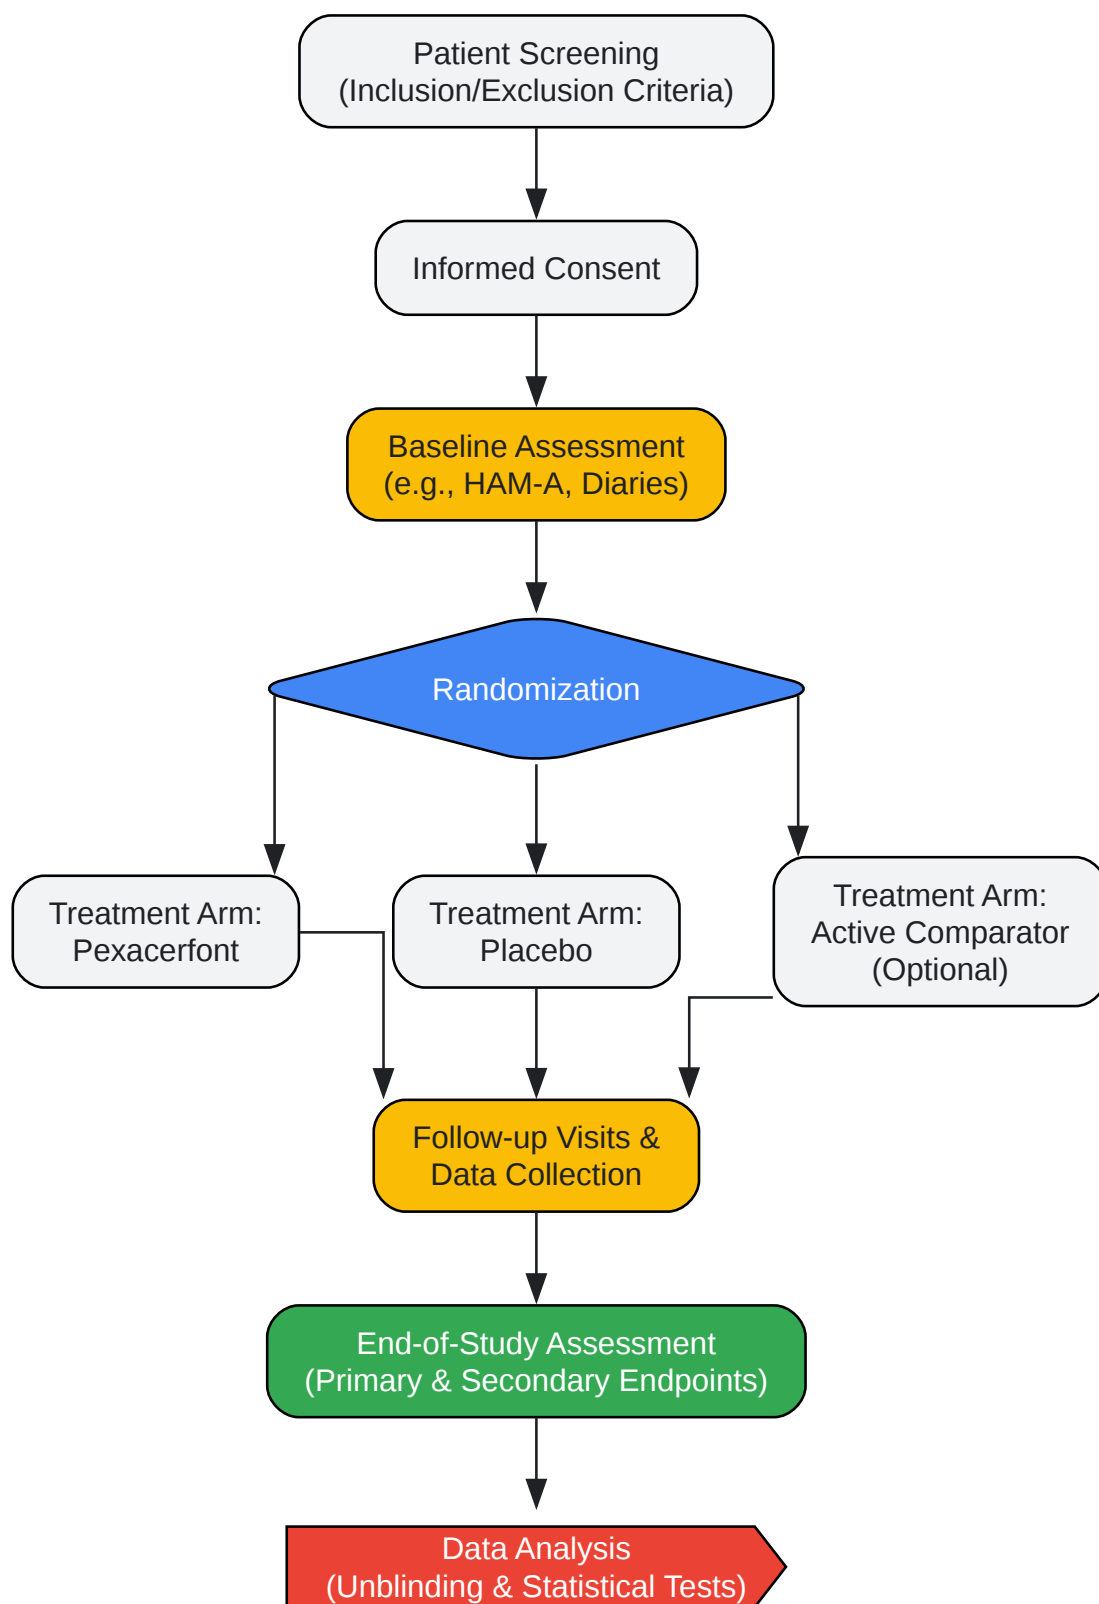 Patient Screening
(Inclusion/Exclusion Criteria)
Informed Consent
Baseline Assessment
(e.g., HAM-A, Diaries)
Randomization
Treatment Arm:
Pexacerfont
Treatment Arm:
Placebo
Treatment Arm:
Active Comparator
(Optional)
Follow-up Visits &
Data Collection
End-of-Study Assessment
(Primary & Secondary Endpoints)
Data Analysis
(Unblinding & Statistical Tests)